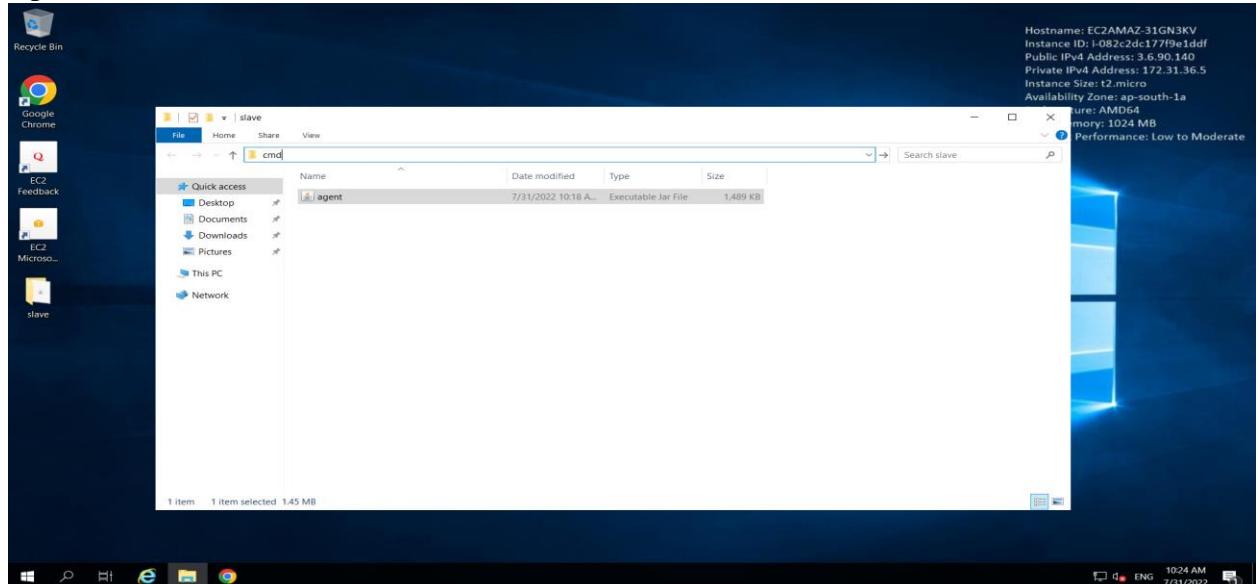 Recycle Bin
Google
Chrome
EC2
Feedback
EC2
Microso...
slave
Hostname: EC2AMAZ-31GN3KV
Instance ID: i-082c2dc177f9e1ddf
Public IPv4 Address: 3.6.90.140
Private IPv4 Address: 172.31.36.5
Instance Size: t2.micro
Availability Zone: ap-south-1a
ture: AMD64
emory: 1024 MB
Performance: Low to Moderate
slave
File Home Share View
cmd
Search slave
Name Date modified Type Size
agent 7/31/2022 10:18 A... Executable Jar File 1,489 KB
Quick access
Desktop
Documents
Downloads
Pictures
This PC
Network
1 item 1 item selected 1.45 MB
ENG
10:24 AM
7/31/2022